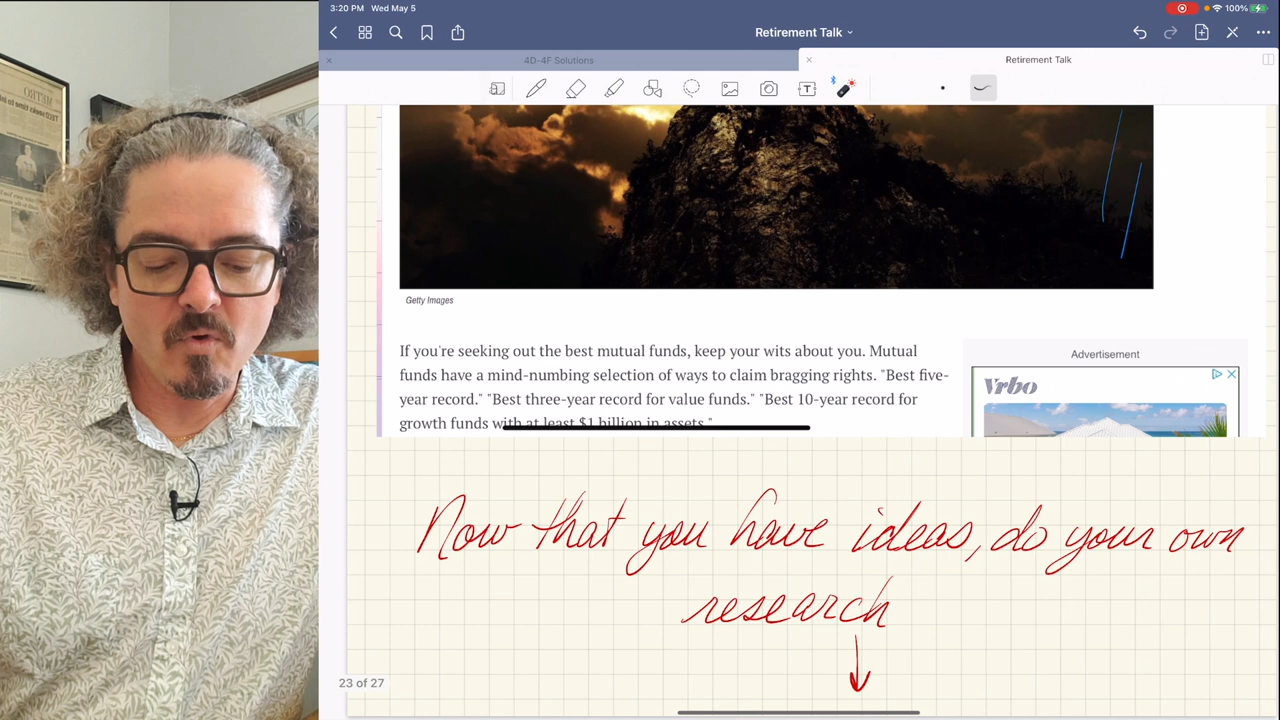 3:20 PM Wed May 5
100%
Retirement Talk
4D-4F Solutions
Retirement Talk
METRO
Getty Images
If you're seeking out the best mutual funds, keep your wits about you. Mutual
funds have a mind-numbing selection of ways to claim bragging rights. "Best five-
year record." "Best three-year record for value funds." "Best 10-year record for
growth funds with at least $1 billion in assets."
Advertisement
Vrbo
Now that you have ideas, do your own
research
23 of 27